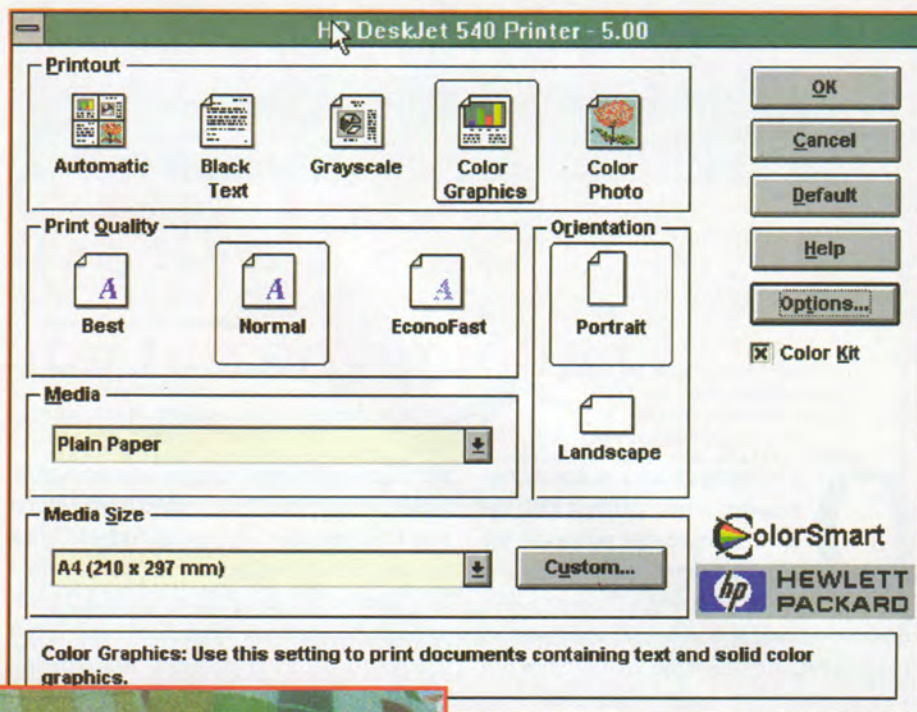 HP DeskJet 540 Printer - 5.00
Printout
Automatic
Black Text
Grayscale
Color Graphics
Color Photo
Print Quality
Best
Normal
EconoFast
Orientation
Portrait
Landscape
Media
Plain Paper
Media Size
A4 (210 x 297 mm)
Custom...
OK
Cancel
Default
Help
Options...
Color Kit
ColorSmart
hp HEWLETT
PACKARD
Color Graphics: Use this setting to print documents containing text and solid color
graphics.